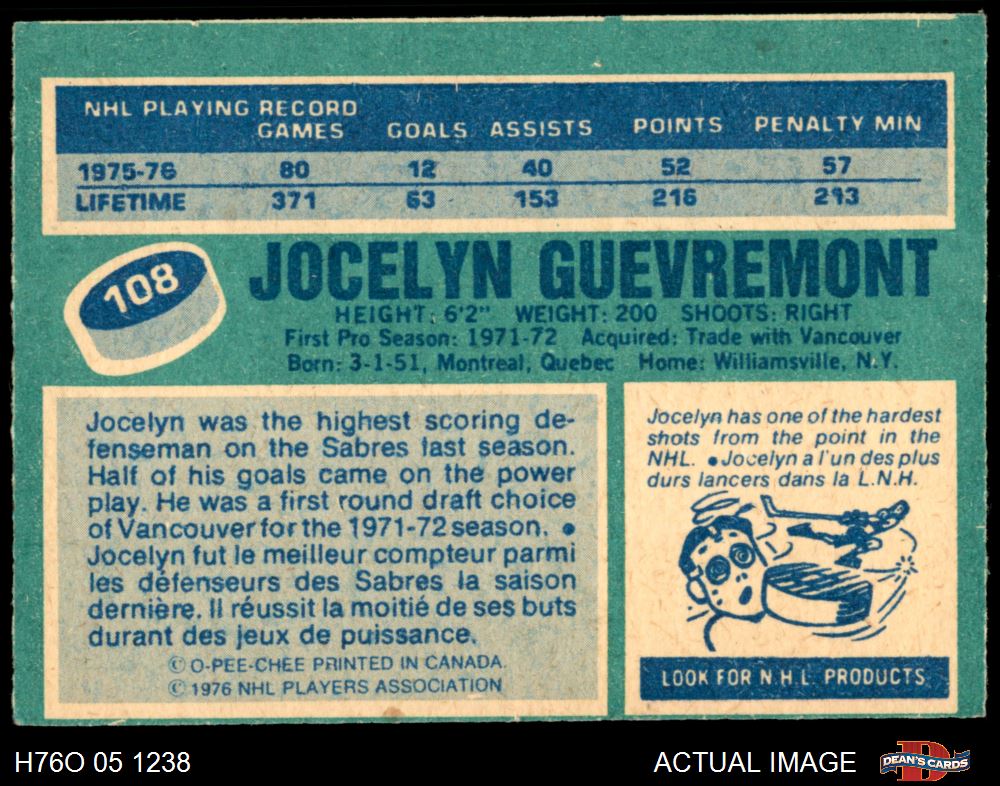 NHL PLAYING RECORD
GAMES GOALS ASSISTS POINTS PENALTY MIN
1975-76 80 12 40 52 57
LIFETIME 371 63 153 216 213
108
JOCELYN GUEVREMONT
HEIGHT: 6'2" WEIGHT: 200 SHOOTS: RIGHT
First Pro Season: 1971-72 Acquired: Trade with Vancouver
Born: 3-1-51, Montreal, Quebec Home: Williamsville, N.Y.
Jocelyn was the highest scoring de-
fenseman on the Sabres last season.
Half of his goals came on the power
play. He was a first round draft choice
of Vancouver for the 1971-72 season. •
Jocelyn fut le meilleur compteur parmi
les défenseurs des Sabres la saison
dernière. Il réussit la moitié de ses buts
durant des jeux de puissance.
© O-PEE-CHEE PRINTED IN CANADA.
© 1976 NHL PLAYERS ASSOCIATION
Jocelyn has one of the hardest
shots from the point in the
NHL. • Jocelyn a l'un des plus
durs lancers dans la L.N.H.
LOOK FOR N.H.L. PRODUCTS
H76O 05 1238
ACTUAL IMAGE
DEAN'S CARDS